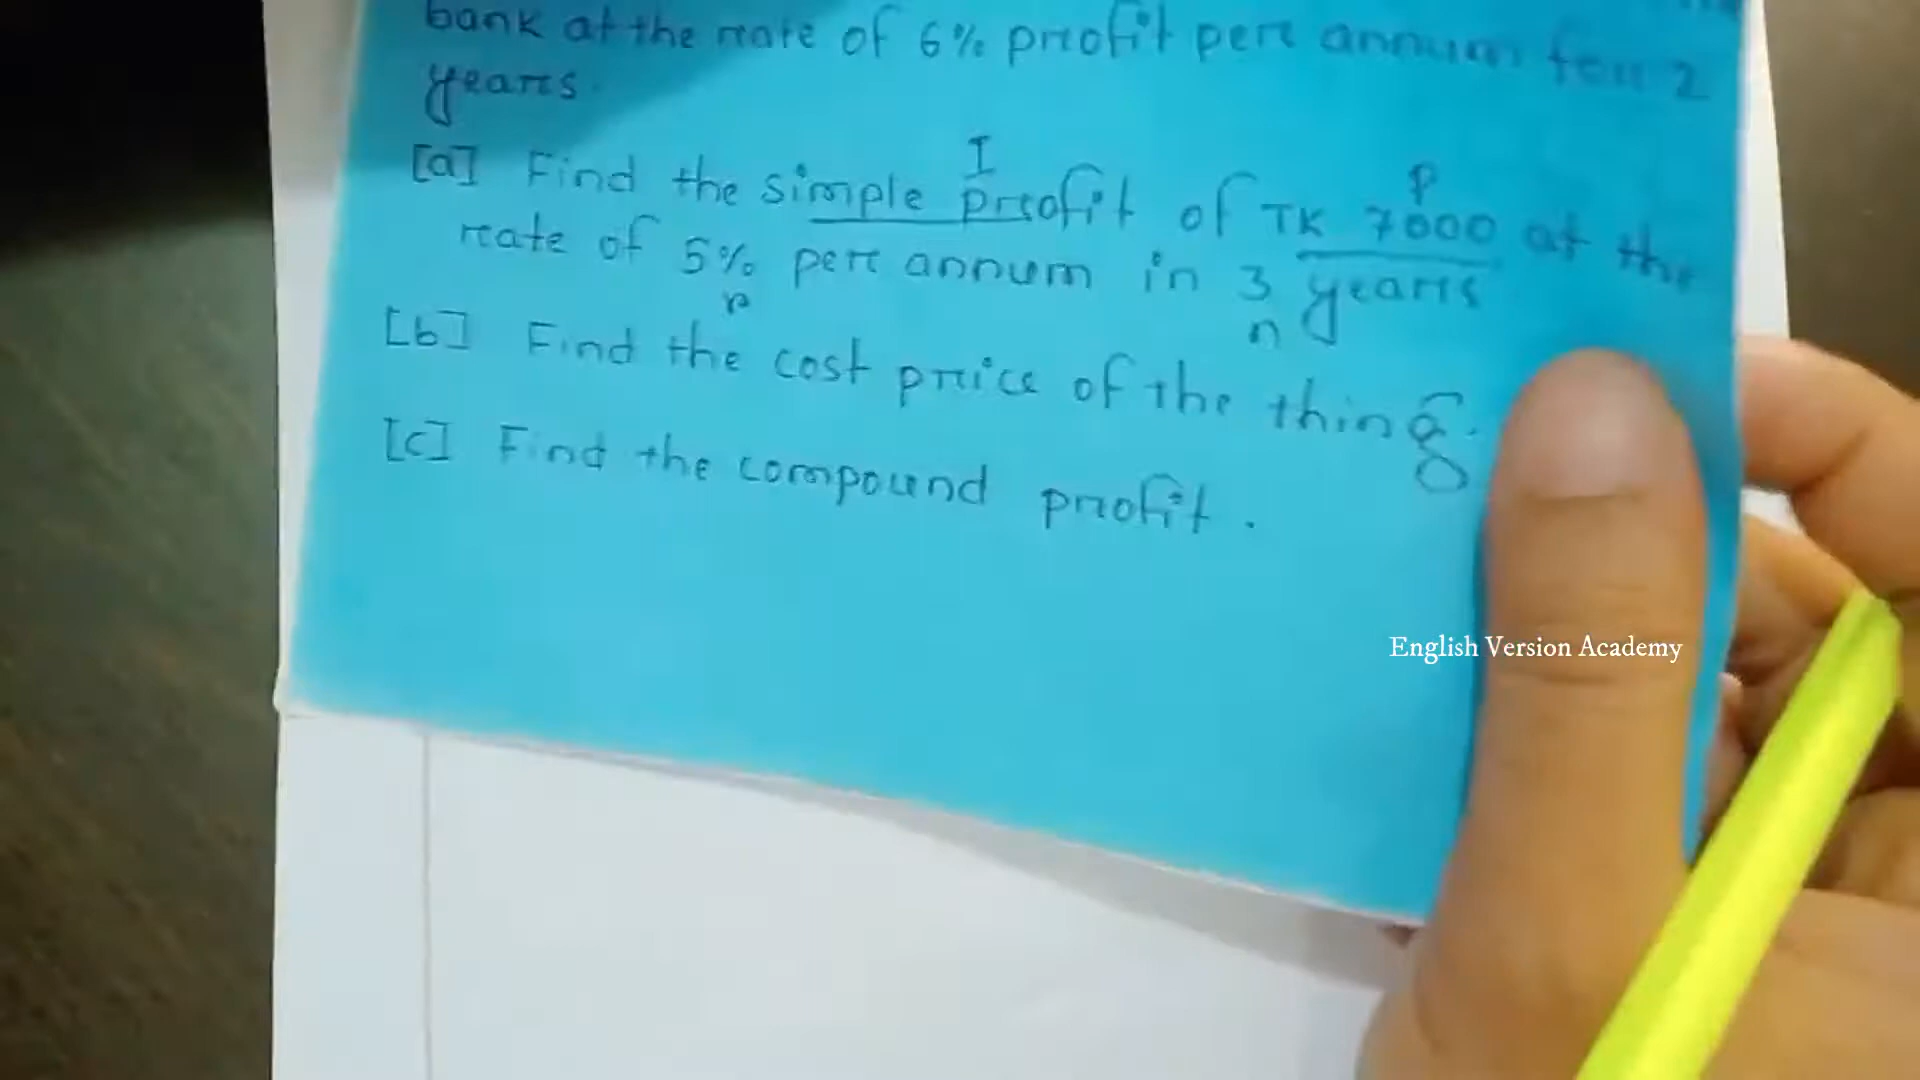 bank at the rate of 6% profit per annum for 2
years.
I
[a] Find the simple profit of TK 7000 at the
P
rate of 5% per annum in 3 years
r
n
[b] Find the cost price of the thing.
[c] Find the compound profit.
English Version Academy